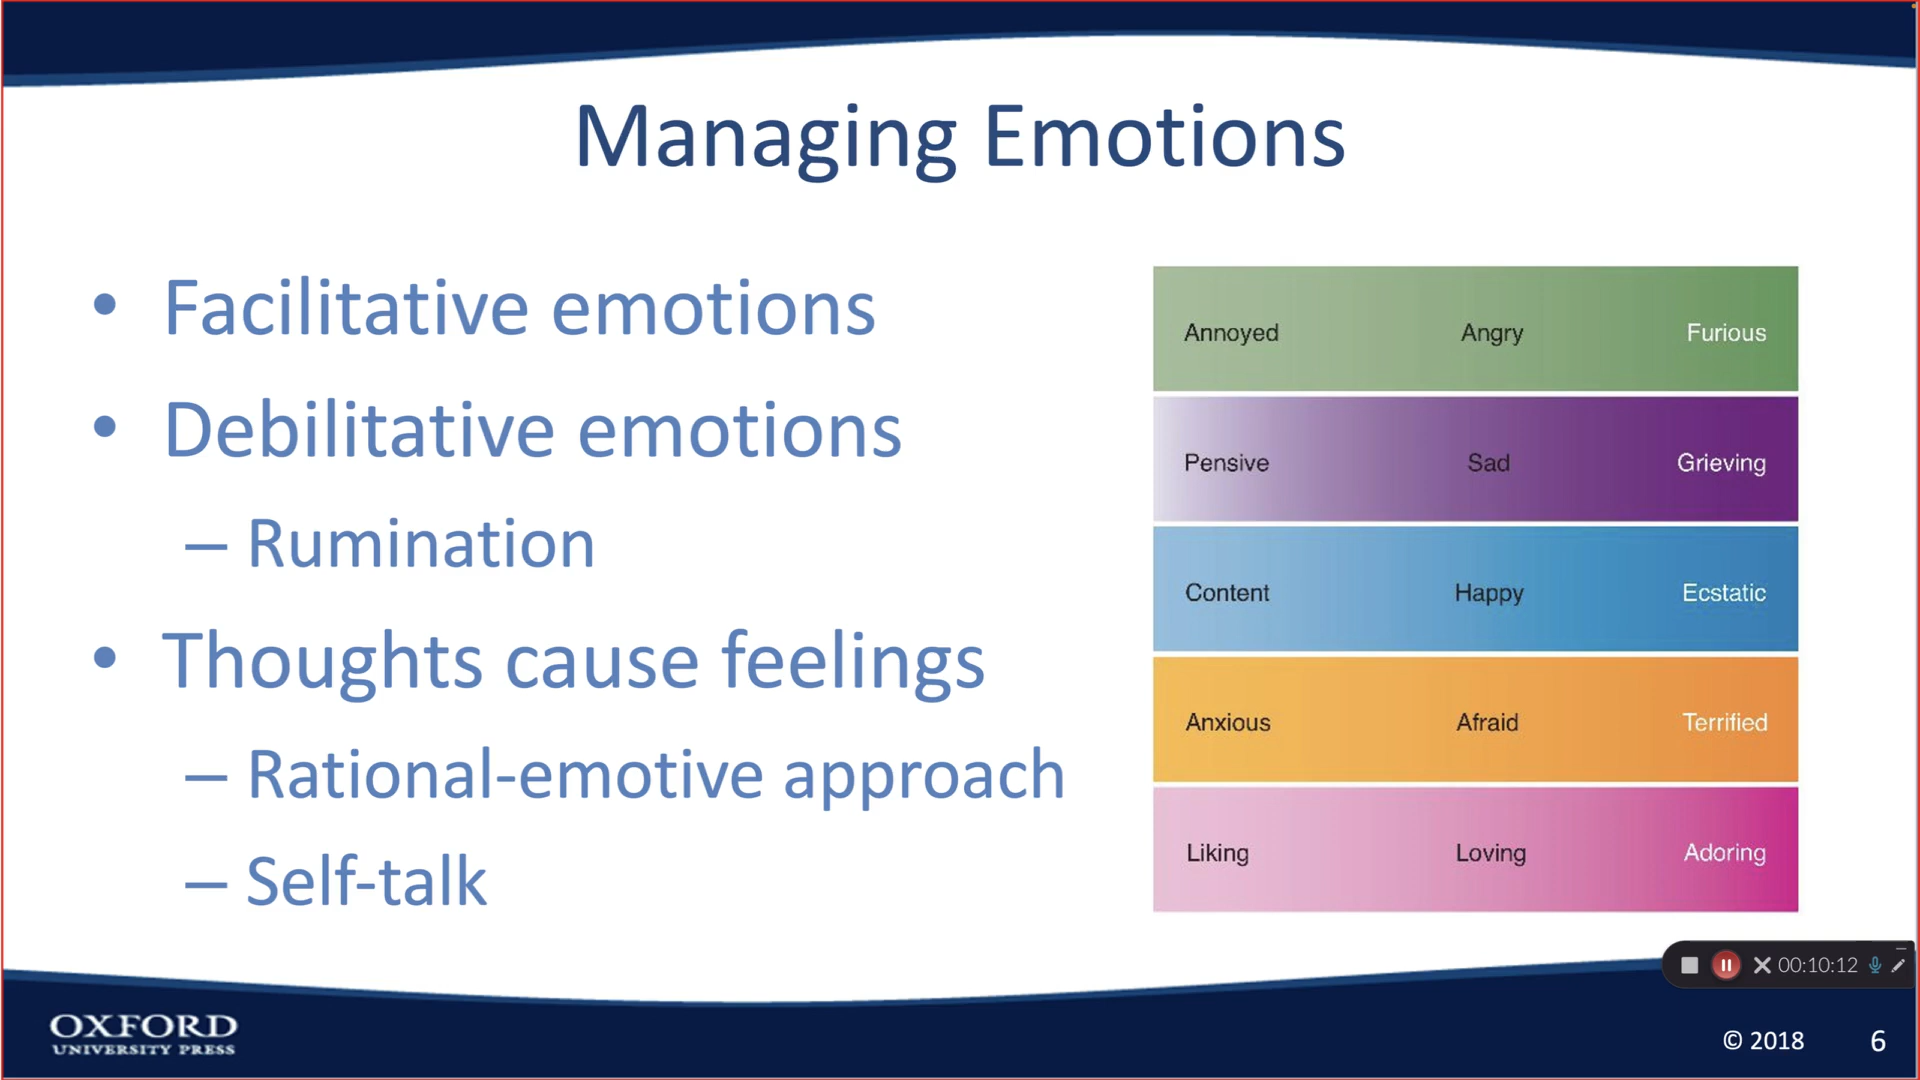 Managing Emotions
• Facilitative emotions
• Debilitative emotions
– Rumination
• Thoughts cause feelings
– Rational-emotive approach
– Self-talk
Annoyed Angry Furious
Pensive Sad Grieving
Content Happy Ecstatic
Anxious Afraid Terrified
Liking Loving Adoring
00:10:12
OXFORD
UNIVERSITY PRESS
© 2018 6